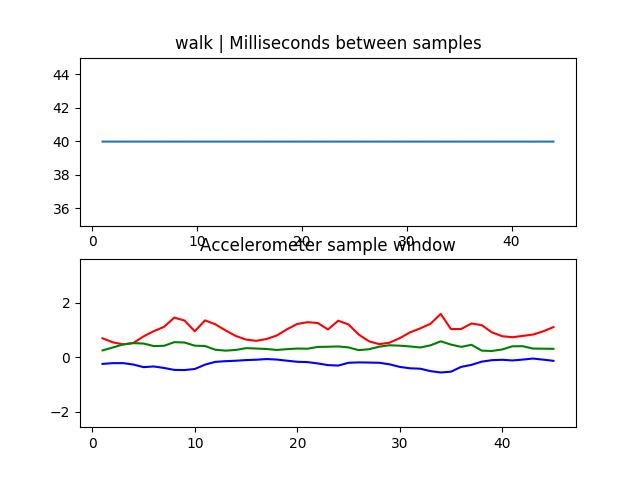 walk | Milliseconds between samples
44
42
40
38
36
0 10 20 30 40
Accelerometer sample window
2
0
−2
0 10 20 30 40